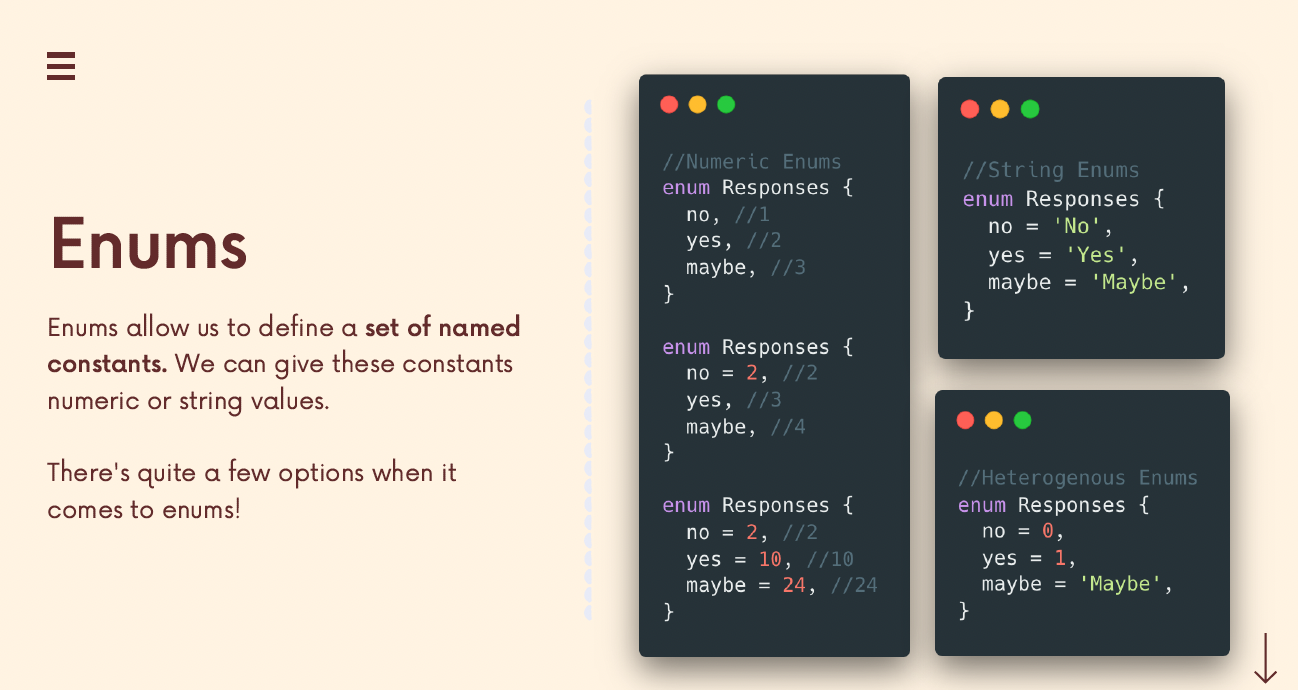 Enums
Enums allow us to define a set of named
constants. We can give these constants
numeric or string values.
There's quite a few options when it
comes to enums!
//Numeric Enums
enum Responses {
  no, //1
  yes, //2
  maybe, //3
}
enum Responses {
  no = 2, //2
  yes, //3
  maybe, //4
}
enum Responses {
  no = 2, //2
  yes = 10, //10
  maybe = 24, //24
}
//String Enums
enum Responses {
  no = 'No',
  yes = 'Yes',
  maybe = 'Maybe',
}
//Heterogenous Enums
enum Responses {
  no = 0,
  yes = 1,
  maybe = 'Maybe',
}